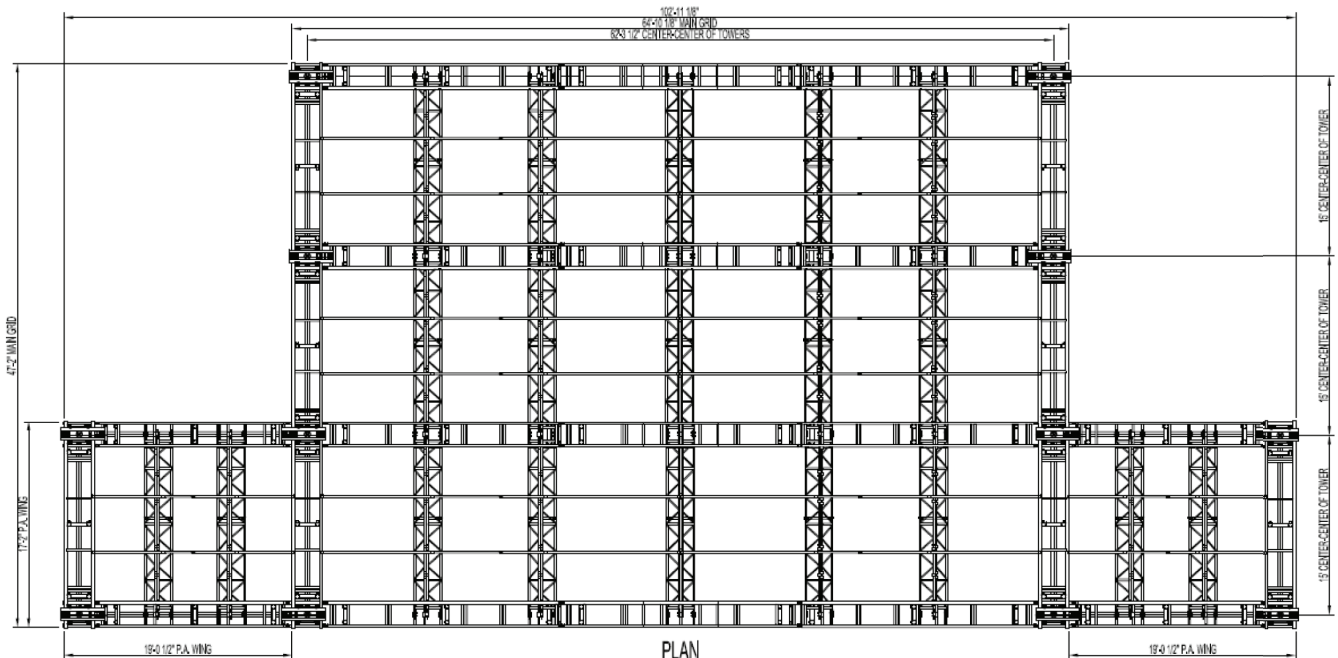 102'-11 1/8"
64'-10 1/8" MAIN GRID
62'-3 1/2" CENTER-CENTER OF TOWERS
47'-2" MAIN GRID
15' CENTER-CENTER OF TOWER
15' CENTER-CENTER OF TOWER
17'-2" P.A. WING
15' CENTER-CENTER OF TOWER
19'-0 1/2" P.A. WING
PLAN
19'-0 1/2" P.A. WING